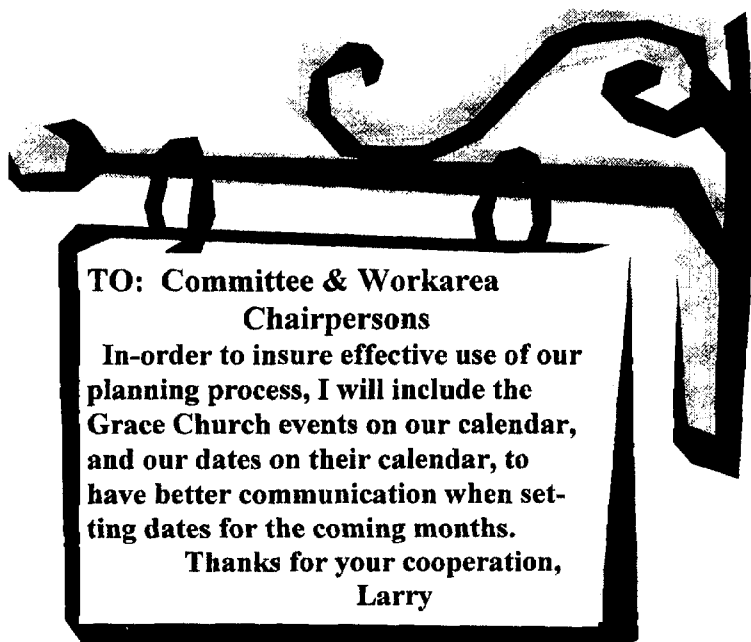 TO: Committee & Workarea
Chairpersons
In-order to insure effective use of our
planning process, I will include the
Grace Church events on our calendar,
and our dates on their calendar, to
have better communication when set-
ting dates for the coming months.
Thanks for your cooperation,
Larry